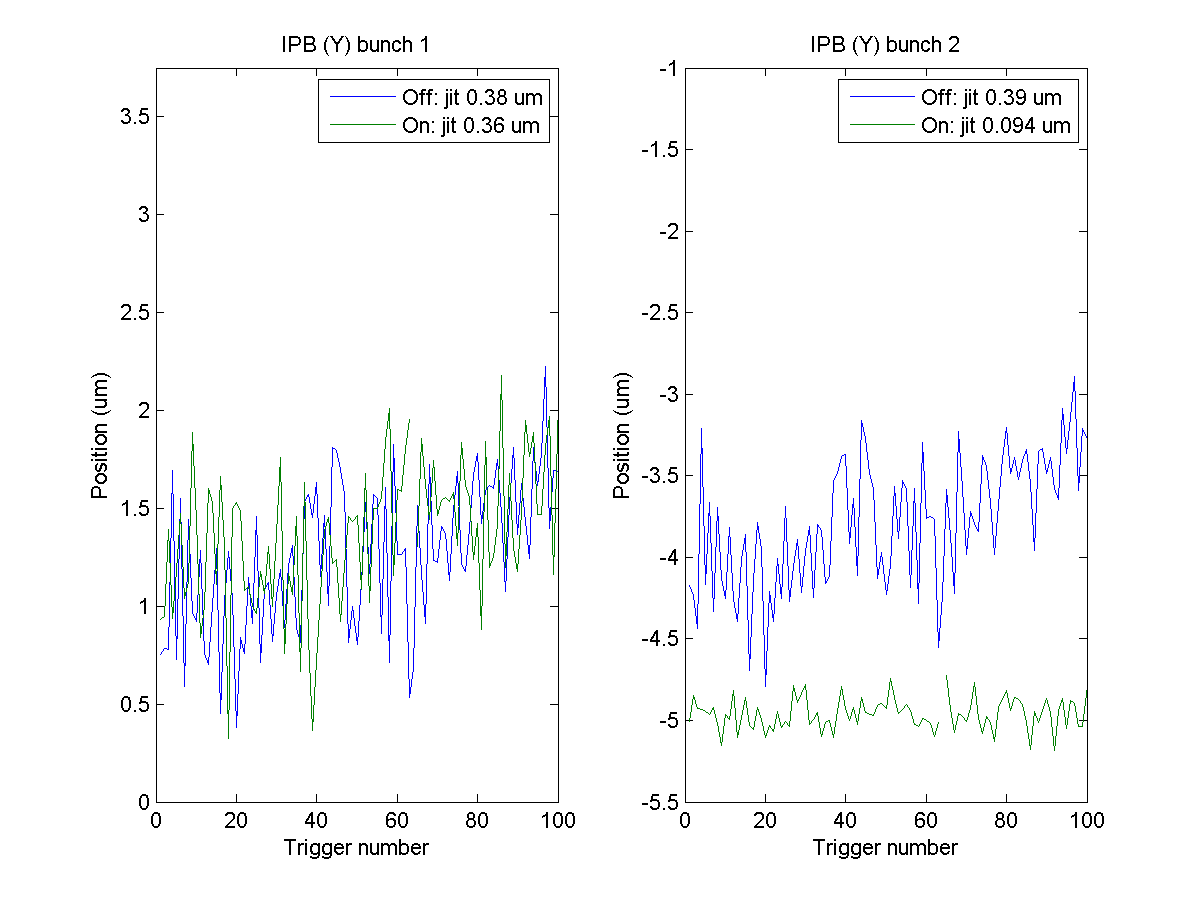 IPB (Y) bunch 1
Off: jit 0.38 um
On: jit 0.36 um
3.5
3
2.5
2
1.5
1
0.5
0
Position (um)
0 20 40 60 80 100
Trigger number
IPB (Y) bunch 2
Off: jit 0.39 um
On: jit 0.094 um
-1
-1.5
-2
-2.5
-3
-3.5
-4
-4.5
-5
-5.5
Position (um)
0 20 40 60 80 100
Trigger number